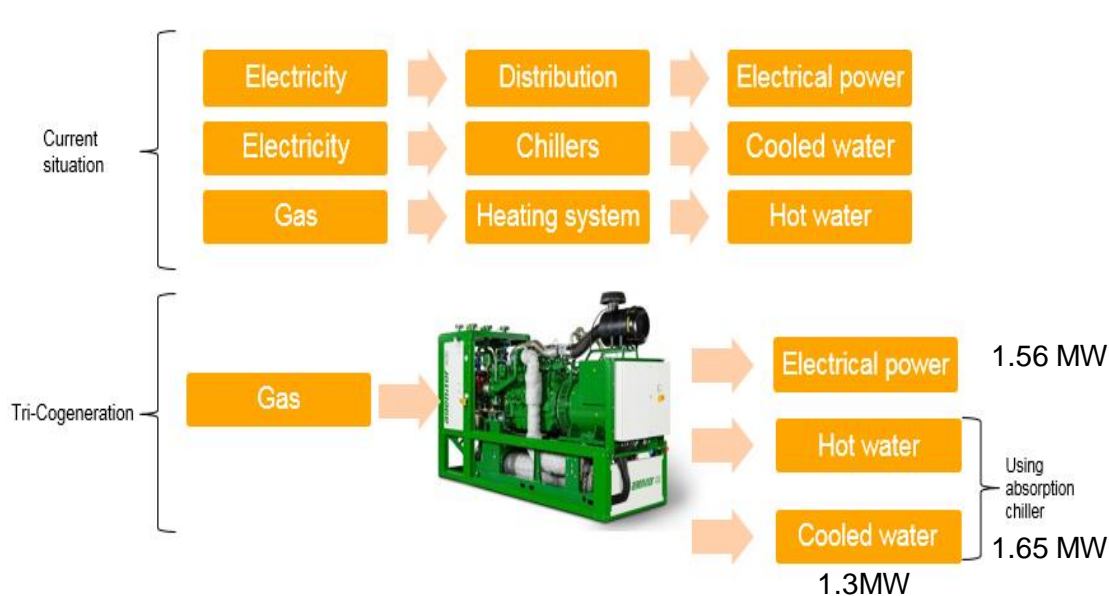 Electricity
Distribution
Electrical power
Current
situation
Electricity
Chillers
Cooled water
Gas
Heating system
Hot water
Tri-Cogeneration
Gas
Electrical power
1.56 MW
Hot water
Using
absorption
chiller
Cooled water
1.65 MW
1.3MW